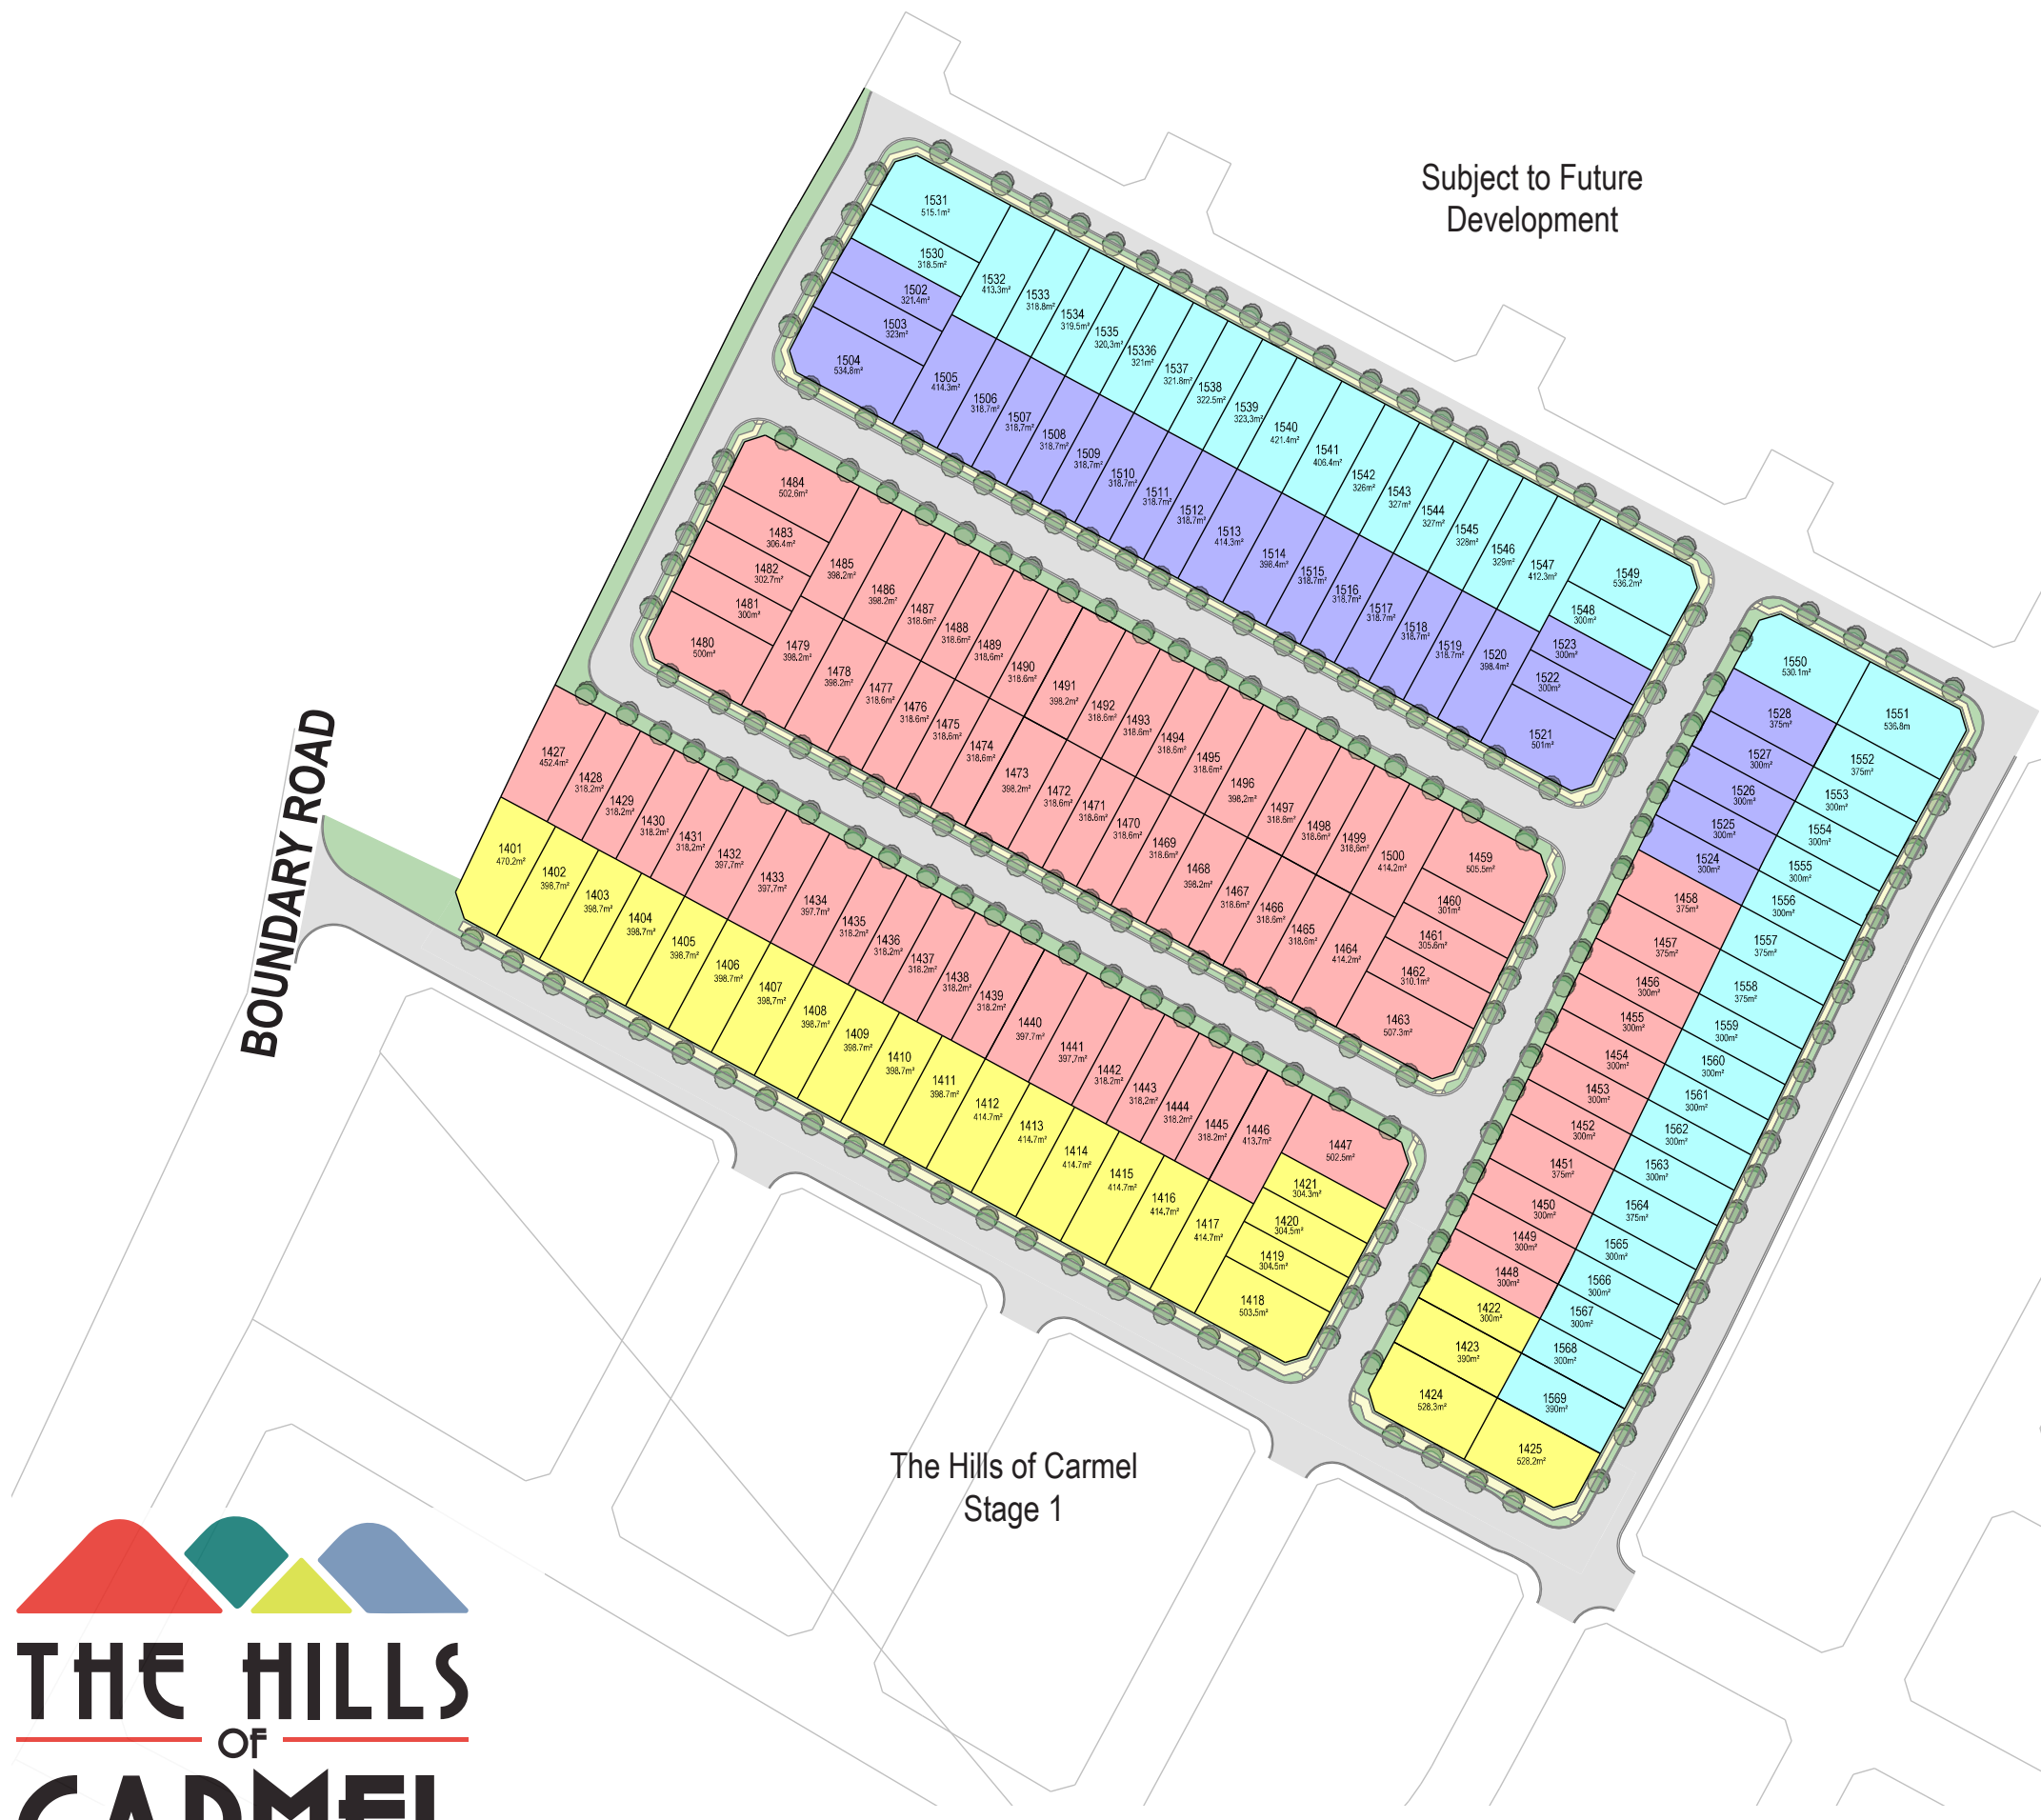 Subject to Future
Development
1531
515.1m²
1530
318.5m²
1502
321.4m²
1503
323m²
1504
534.8m²
1532
413.3m²
1533
318.8m²
1534
319.5m²
1535
320.3m²
15336
321m²
1537
321.8m²
1538
322.5m²
1539
323.3m²
1540
421.4m²
1541
406.4m²
1542
326m²
1543
327m²
1544
327m²
1545
328m²
1546
329m²
1547
412.3m²
1549
536.2m²
1548
300m²
1505
414.3m²
1506
318.7m²
1507
318.7m²
1508
318.7m²
1509
318.7m²
1510
318.7m²
1511
318.7m²
1512
318.7m²
1513
414.3m²
1514
398.4m²
1515
318.7m²
1516
318.7m²
1517
318.7m²
1518
318.7m²
1519
318.7m²
1520
398.4m²
1523
300m²
1522
300m²
1521
501m²
1484
502.6m²
1483
306.4m²
1482
302.7m²
1481
300m²
1480
500m²
1485
398.2m²
1486
398.2m²
1487
318.6m²
1488
318.6m²
1489
318.6m²
1490
318.6m²
1491
398.2m²
1492
318.6m²
1493
318.6m²
1494
318.6m²
1495
318.6m²
1496
398.2m²
1497
318.6m²
1498
318.6m²
1499
318.6m²
1500
414.2m²
1459
505.5m²
1460
301m²
1461
305.6m²
1462
310.1m²
1463
507.3m²
1479
398.2m²
1478
398.2m²
1477
318.6m²
1476
318.6m²
1475
318.6m²
1474
318.6m²
1473
398.2m²
1472
318.6m²
1471
318.6m²
1470
318.6m²
1469
318.6m²
1468
398.2m²
1467
318.6m²
1466
318.6m²
1465
318.6m²
1464
414.2m²
1427
452.4m²
1428
318.2m²
1429
318.2m²
1430
318.2m²
1431
318.2m²
1432
397.7m²
1433
397.7m²
1434
397.7m²
1435
318.2m²
1436
318.2m²
1437
318.2m²
1438
318.2m²
1439
318.2m²
1440
397.7m²
1441
397.7m²
1442
318.2m²
1443
318.2m²
1444
318.2m²
1445
318.2m²
1446
413.7m²
1447
502.5m²
1401
470.2m²
1402
398.7m²
1403
398.7m²
1404
398.7m²
1405
398.7m²
1406
398.7m²
1407
398.7m²
1408
398.7m²
1409
398.7m²
1410
398.7m²
1411
398.7m²
1412
414.7m²
1413
414.7m²
1414
414.7m²
1415
414.7m²
1416
414.7m²
1417
414.7m²
1421
304.3m²
1420
304.5m²
1419
304.5m²
1418
503.5m²
1550
530.1m²
1551
536.8m
1528
375m²
1527
300m²
1526
300m²
1525
300m²
1524
300m²
1552
375m²
1553
300m²
1554
300m²
1555
300m²
1556
300m²
1557
375m²
1558
375m²
1559
300m²
1560
300m²
1561
300m²
1562
300m²
1563
300m²
1564
375m²
1565
300m²
1566
300m²
1567
300m²
1568
300m²
1569
390m²
1458
375m²
1457
375m²
1456
300m²
1455
300m²
1454
300m²
1453
300m²
1452
300m²
1451
375m²
1450
300m²
1449
300m²
1448
300m²
1422
300m²
1423
390m²
1424
528.3m²
1425
528.2m²
BOUNDARY ROAD
The Hills of Carmel
Stage 1
THE HILLS
OF
CARMEL